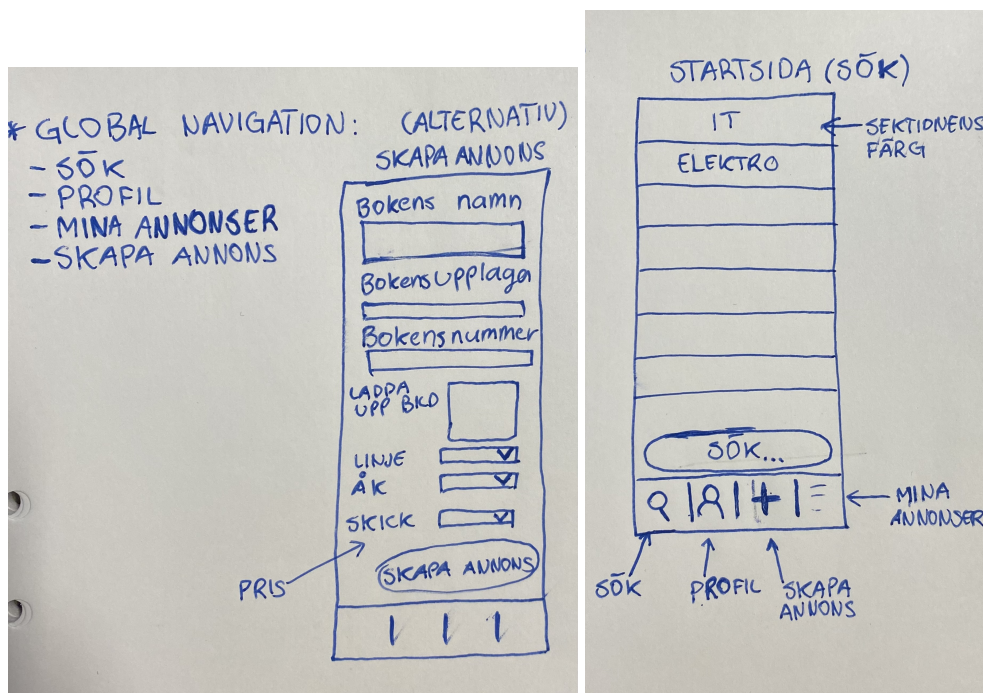 * GLOBAL NAVIGATION:
- SÖK
- PROFIL
- MINA ANNONSER
- SKAPA ANNONS
(ALTERNATIV)
SKAPA ANNONS
Bokens namn
Bokens upplaga
Bokens nummer
LADDA
UPP BILD
LINJE
ÅK
SKICK
PRIS
SKAPA ANNONS
STARTSIDA (SÖK)
IT
SEKTIONENS
FÄRG
ELEKTRO
SÖK...
MINA
ANNONSER
SÖK
PROFIL
SKAPA
ANNONS